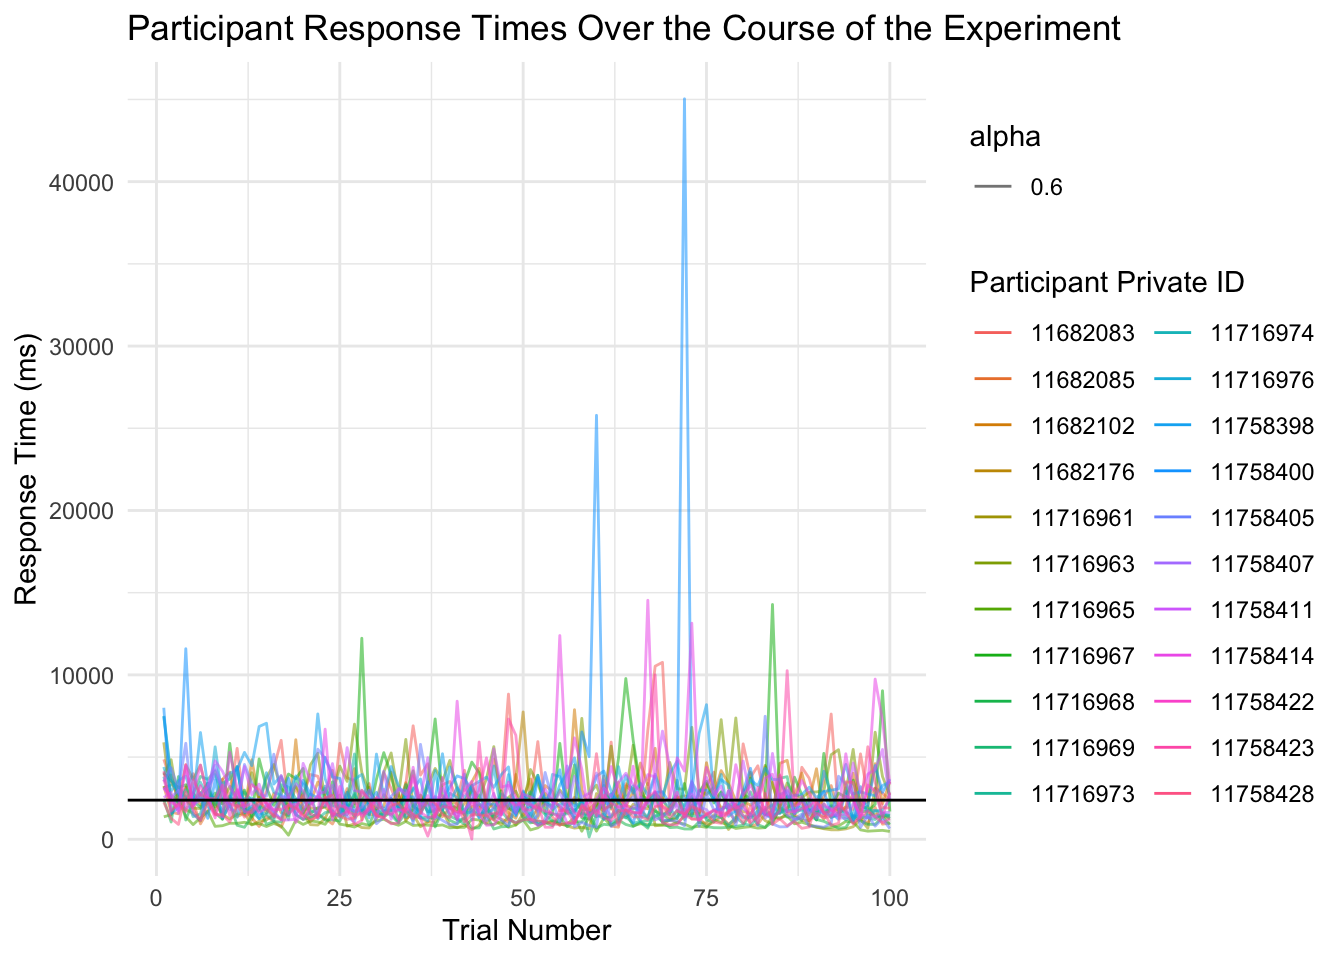 Participant Response Times Over the Course of the Experiment
Response Time (ms)
40000
30000
20000
10000
0
0 25 50 75 100
Trial Number
alpha
0.6
Participant Private ID
11682083 11716974
11682085 11716976
11682102 11758398
11682176 11758400
11716961 11758405
11716963 11758407
11716965 11758411
11716967 11758414
11716968 11758422
11716969 11758423
11716973 11758428